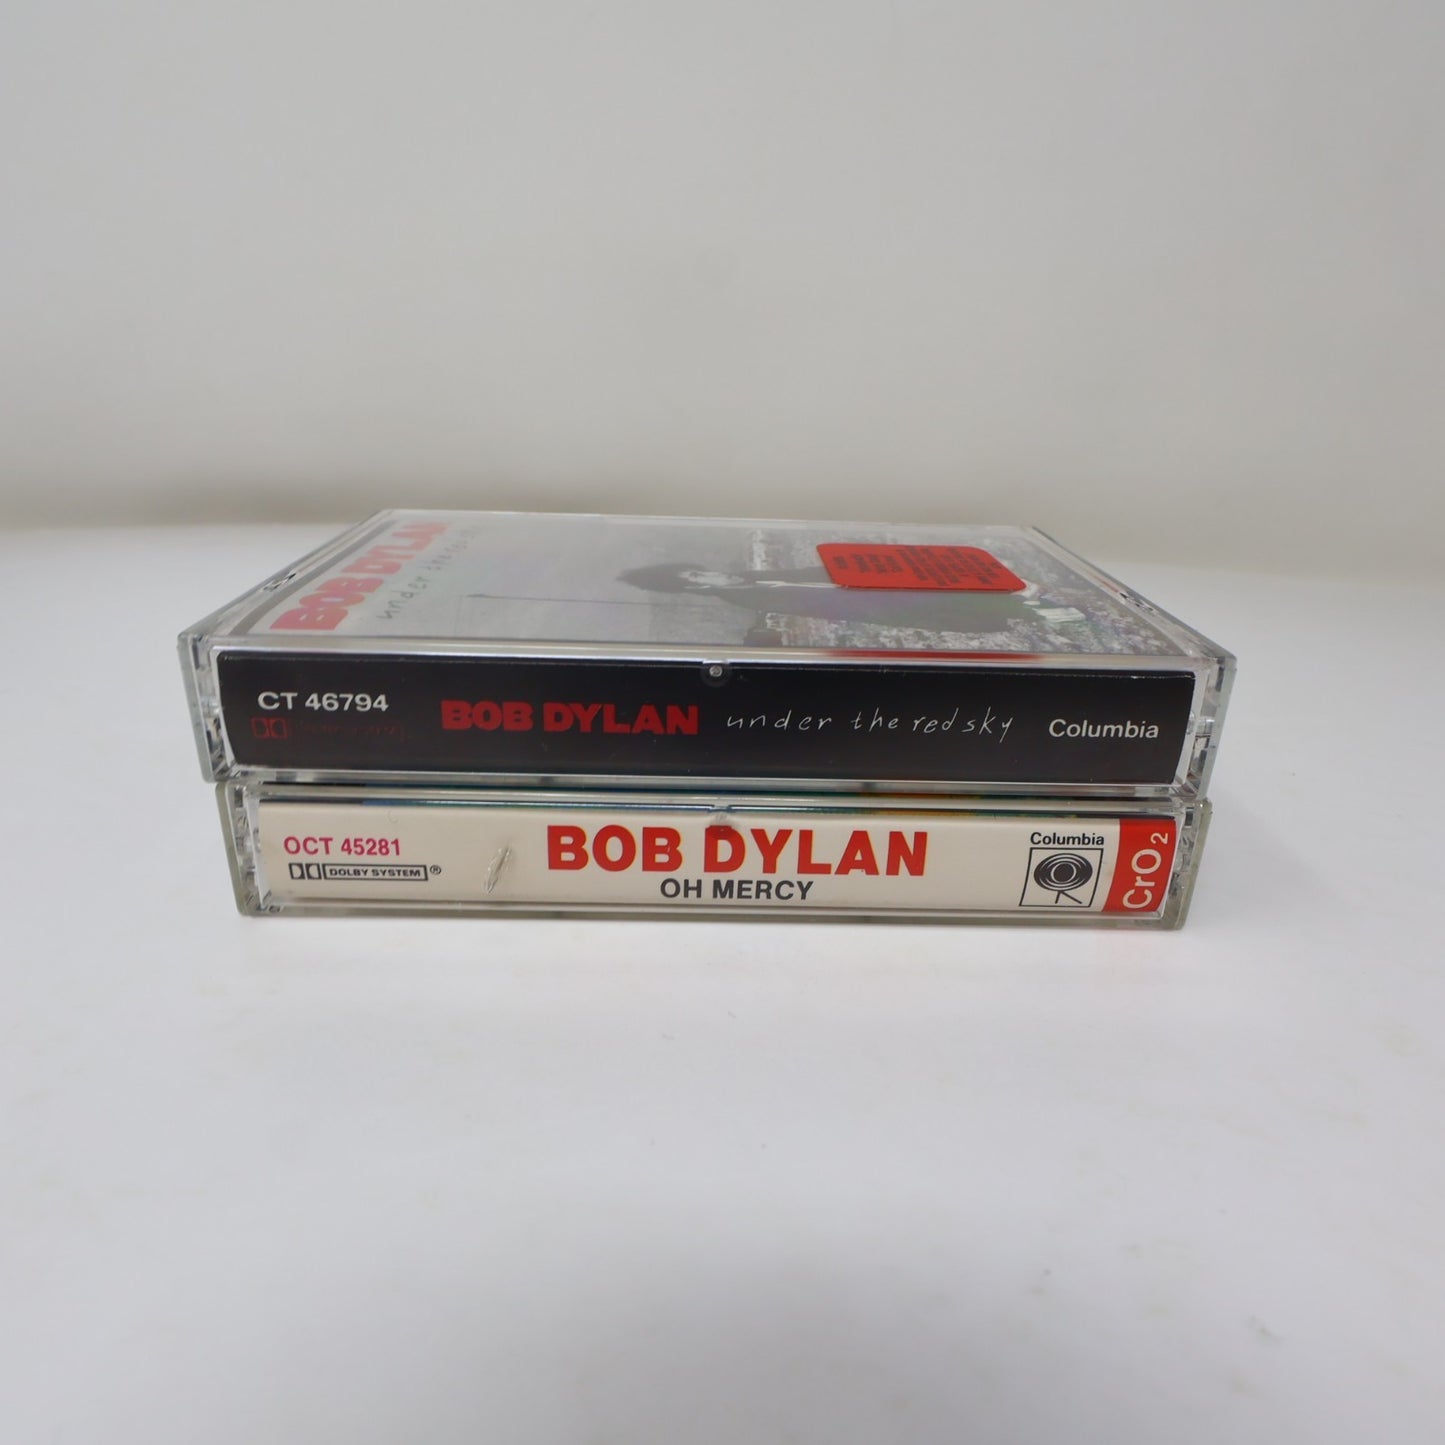 BOB DYLAN
under the red sky
CT 46794
BOB DYLAN under the red sky Columbia
OCT 45281
DOLBY SYSTEM ®
BOB DYLAN
OH MERCY
Columbia
CrO2